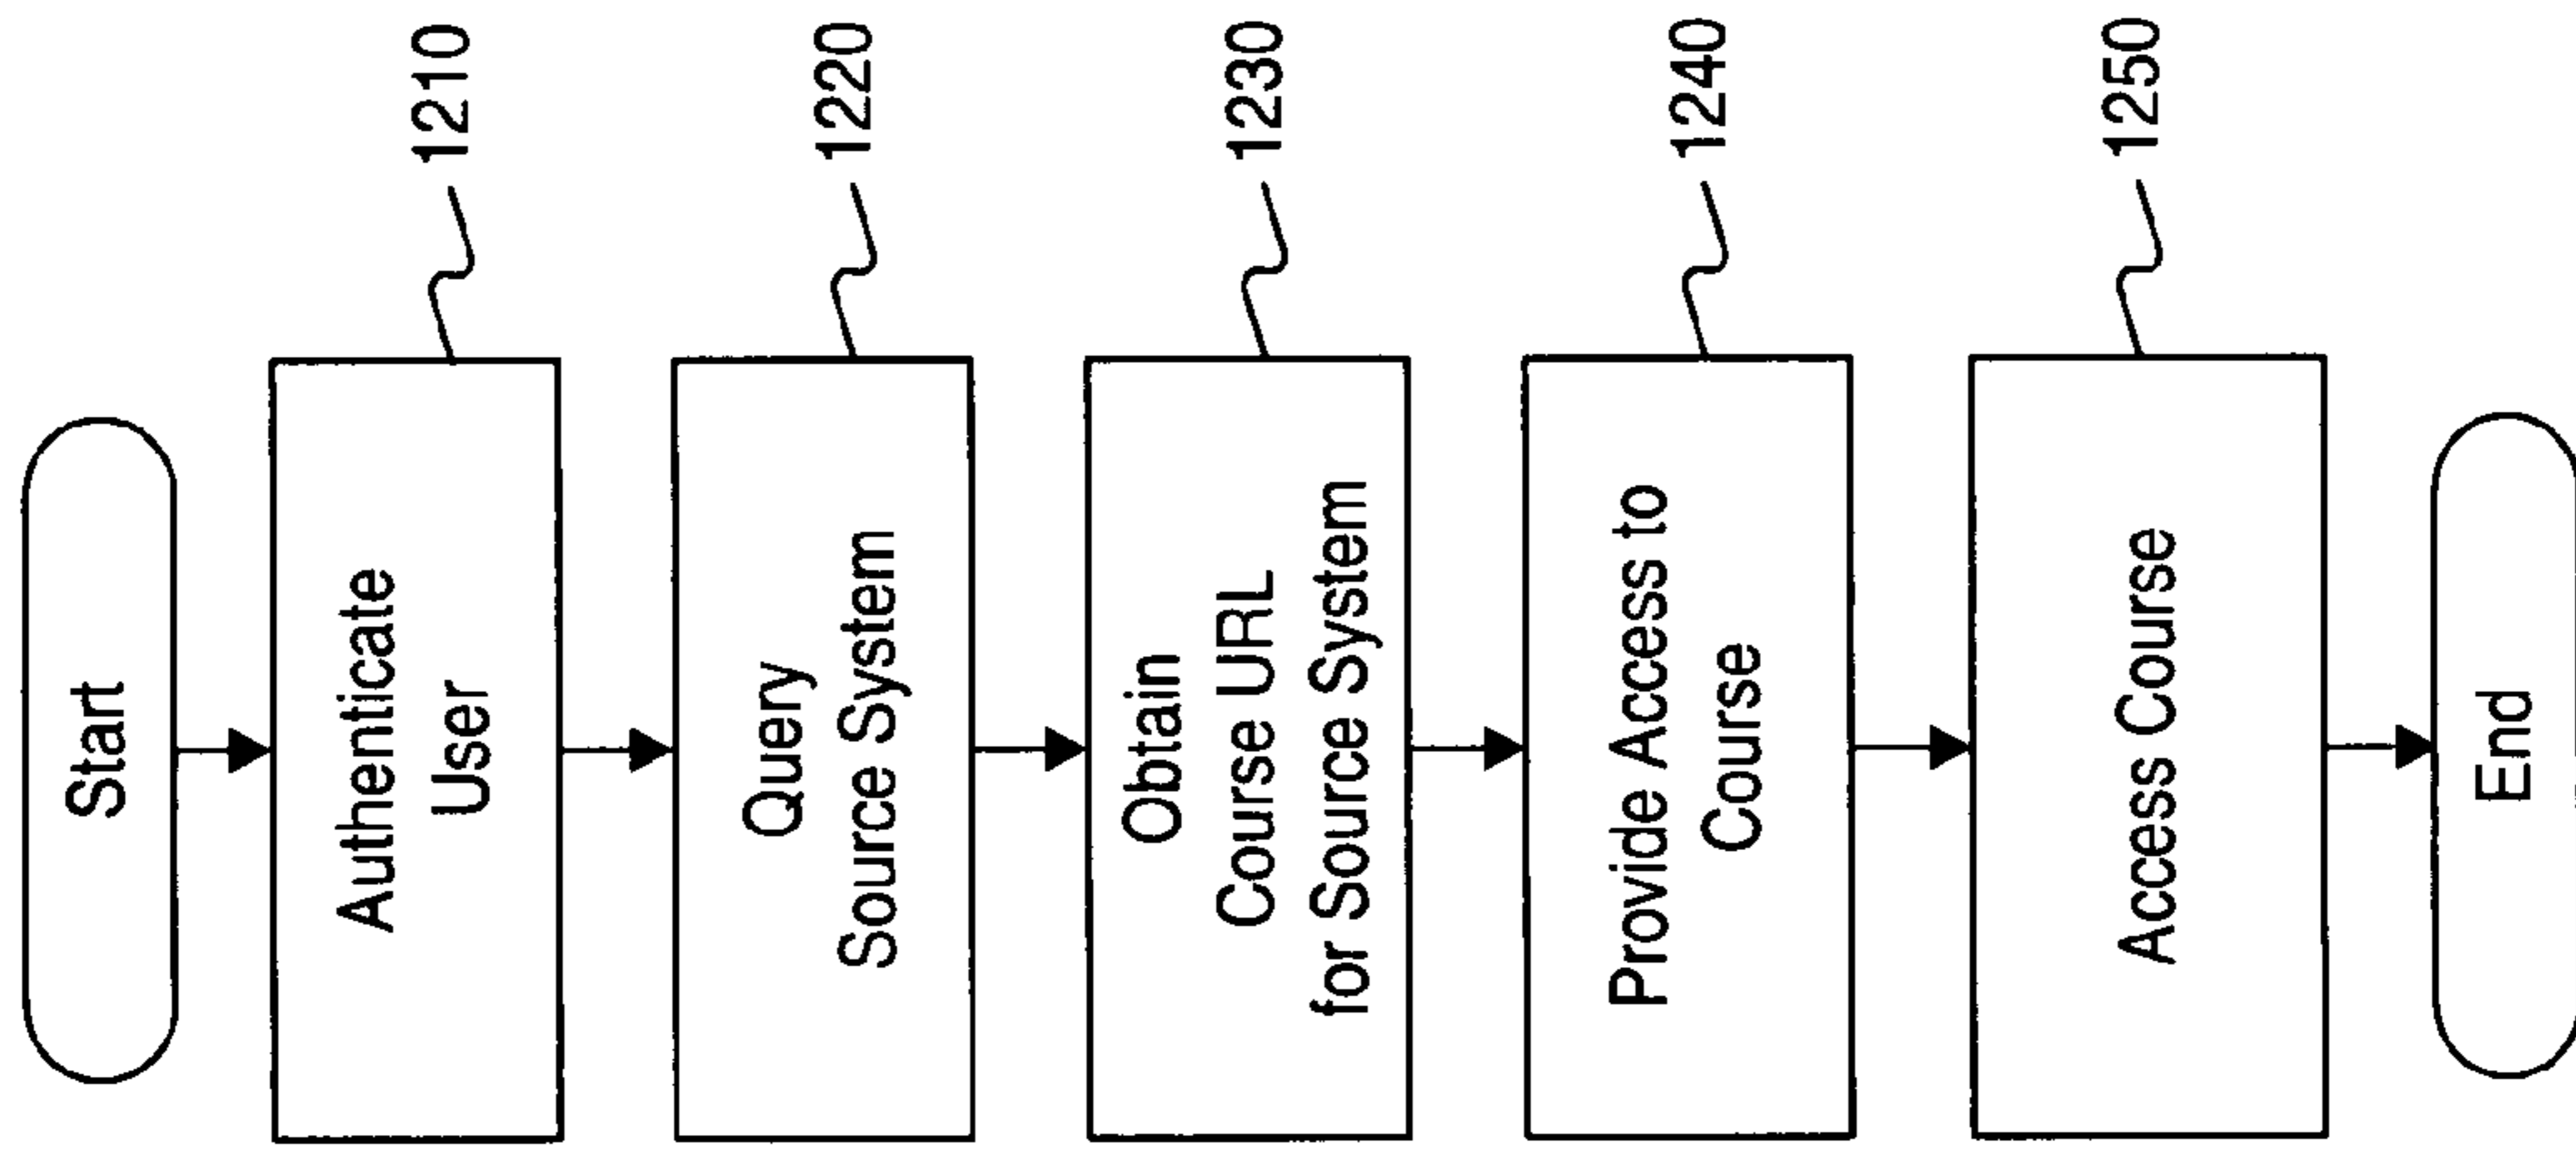 Start
Authenticate
User
1210
Query
Source System
1220
Obtain
Course URL
for Source System
1230
Provide Access to
Course
1240
Access Course
1250
End